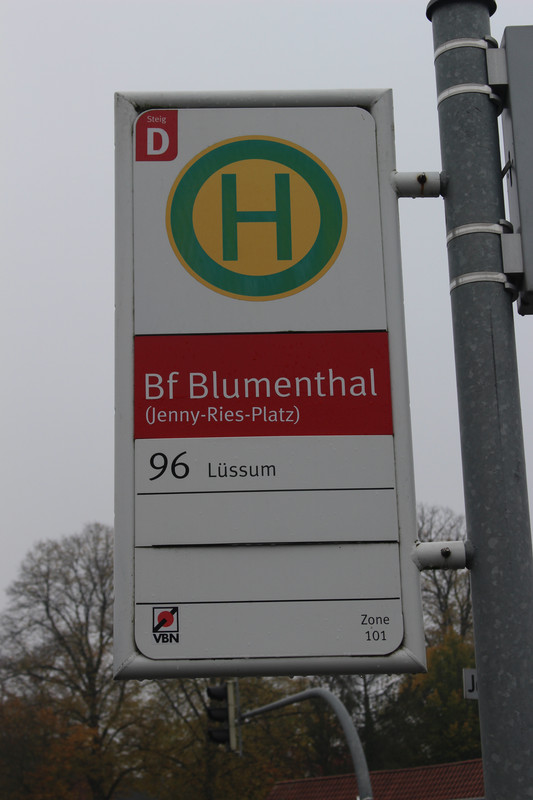 Steig
D
H
Bf Blumenthal
(Jenny-Ries-Platz)
96 Lüssum
VBN
Zone
101